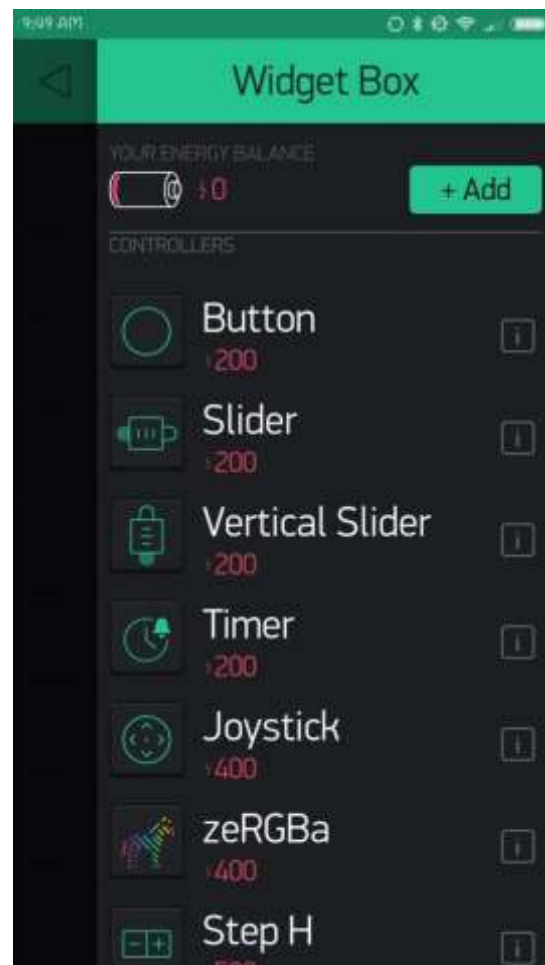 9:09 AM
Widget Box
YOUR ENERGY BALANCE
0
+ Add
CONTROLLERS
Button
200
Slider
200
Vertical Slider
200
Timer
200
Joystick
400
zeRGBa
400
Step H